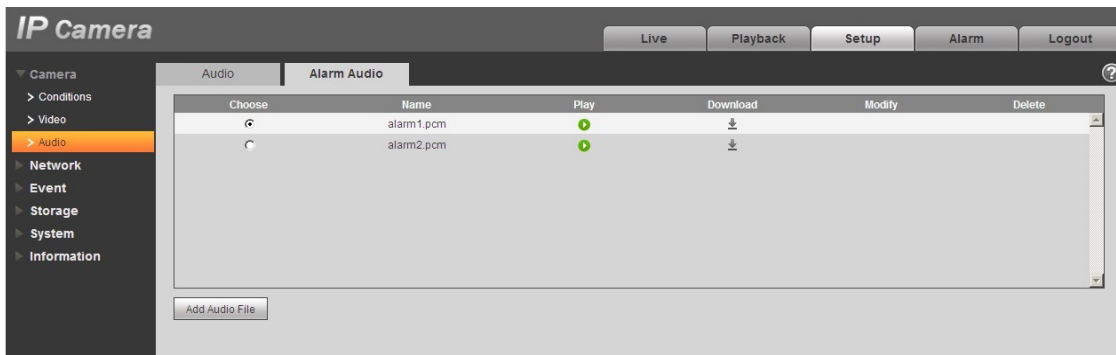 IP Camera
Live Playback Setup Alarm Logout
Camera
> Conditions
> Video
> Audio
Network
Event
Storage
System
Information
Audio Alarm Audio
?
Choose Name Play Download Modify Delete
alarm1.pcm
alarm2.pcm
Add Audio File